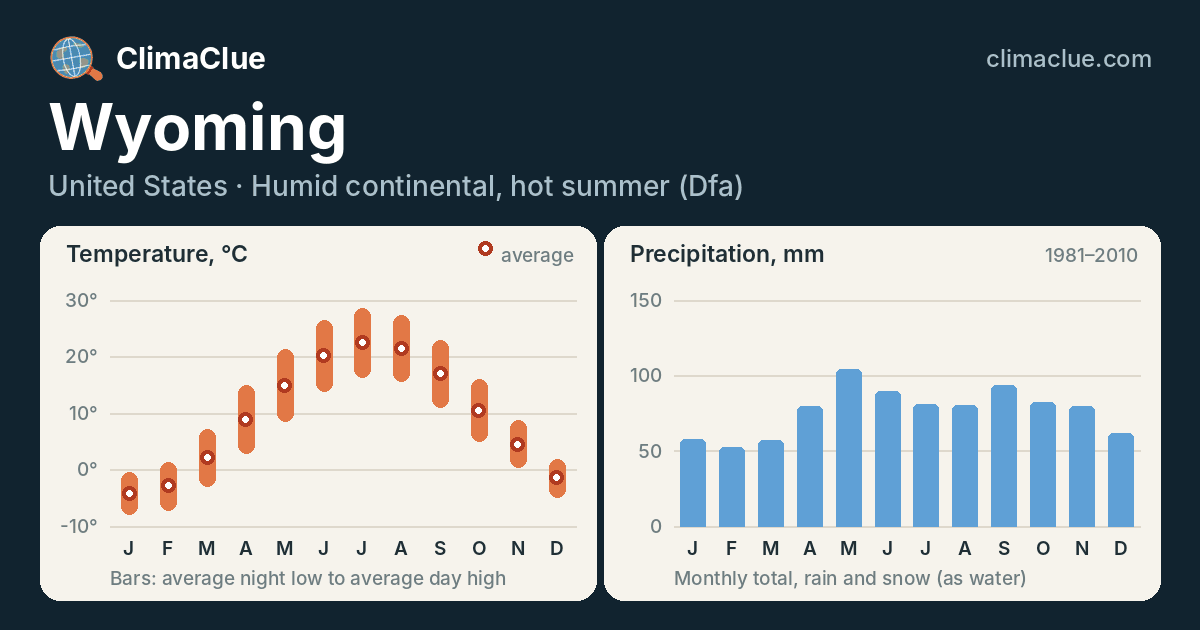 ClimaClue
climaclue.com
Wyoming
United States · Humid continental, hot summer (Dfa)
Temperature, °C
average
30°
20°
10°
0°
-10°
J F M A M J J A S O N D
Bars: average night low to average day high
Precipitation, mm
1981–2010
150
100
50
0
J F M A M J J A S O N D
Monthly total, rain and snow (as water)